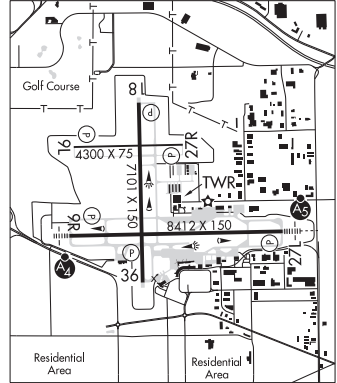 Golf Course
18
P
P
9L
4300 X 75
27R
P
TWR
7101 X 150
P
9R
8412 X 150
A5
P
P
27L
A4
36
Residential
Area
Residential
Area